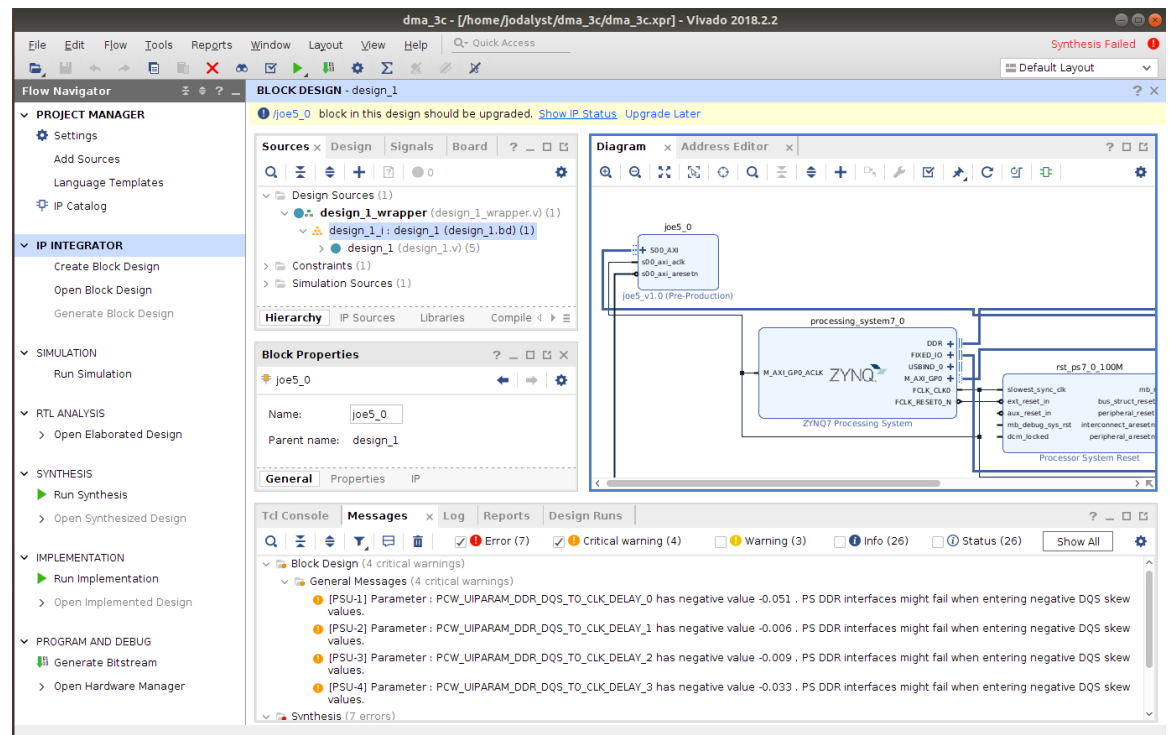 dma_3c - [/home/jodalyst/dma_3c/dma_3c.xpr] - Vivado 2018.2.2
File Edit Flow Tools Reports Window Layout View Help Quick Access
Synthesis Failed
Default Layout
Flow Navigator
PROJECT MANAGER
Settings
Add Sources
Language Templates
IP Catalog
IP INTEGRATOR
Create Block Design
Open Block Design
Generate Block Design
SIMULATION
Run Simulation
RTL ANALYSIS
Open Elaborated Design
SYNTHESIS
Run Synthesis
Open Synthesized Design
IMPLEMENTATION
Run Implementation
Open Implemented Design
PROGRAM AND DEBUG
Generate Bitstream
Open Hardware Manager
BLOCK DESIGN - design_1
/joe5_0 block in this design should be upgraded. Show IP Status Upgrade Later
Sources Design Signals Board
0
Design Sources (1)
design_1_wrapper (design_1_wrapper.v) (1)
design_1_i : design_1 (design_1.bd) (1)
design_1 (design_1.v) (5)
Constraints (1)
Simulation Sources (1)
Hierarchy IP Sources Libraries Compile
Block Properties
joe5_0
Name: joe5_0
Parent name: design_1
General Properties IP
Diagram Address Editor
joe5_0
S00_AXI
s00_axi_aclk
s00_axi_aresetn
joe5_v1.0 (Pre-Production)
processing_system7_0
DDR
FIXED_IO
USBIND_0
M_AXI_GP0_ACLK
M_AXI_GP0
FCLK_CLK0
FCLK_RESET0_N
ZYNQ
ZYNQ7 Processing System
rst_ps7_0_100M
slowest_sync_clk mb_
ext_reset_in bus_struct_reset
aux_reset_in peripheral_reset
mb_debug_sys_rst interconnect_aresetn
dcm_locked peripheral_aresetn
Processor System Reset
Tcl Console Messages Log Reports Design Runs
Error (7) Critical warning (4) Warning (3) Info (26) Status (26) Show All
Block Design (4 critical warnings)
General Messages (4 critical warnings)
[PSU-1] Parameter : PCW_UIPARAM_DDR_DQS_TO_CLK_DELAY_0 has negative value -0.051 . PS DDR interfaces might fail when entering negative DQS skew
values.
[PSU-2] Parameter : PCW_UIPARAM_DDR_DQS_TO_CLK_DELAY_1 has negative value -0.006 . PS DDR interfaces might fail when entering negative DQS skew
values.
[PSU-3] Parameter : PCW_UIPARAM_DDR_DQS_TO_CLK_DELAY_2 has negative value -0.009 . PS DDR interfaces might fail when entering negative DQS skew
values.
[PSU-4] Parameter : PCW_UIPARAM_DDR_DQS_TO_CLK_DELAY_3 has negative value -0.033 . PS DDR interfaces might fail when entering negative DQS skew
values.
Synthesis (7 errors)